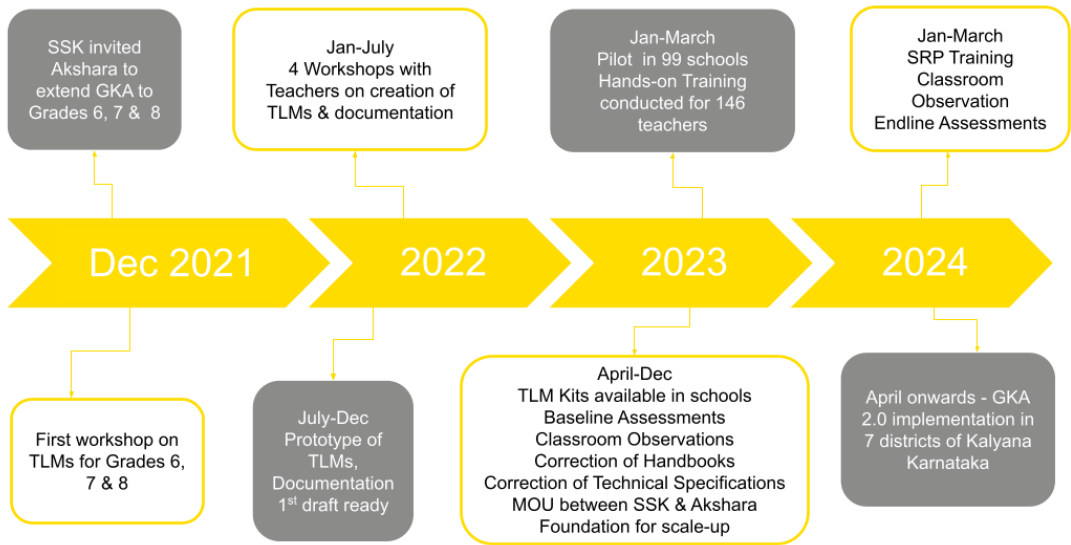 SSK invited
Akshara to
extend GKA to
Grades 6, 7 & 8
Jan-July
4 Workshops with
Teachers on creation of
TLMs & documentation
Jan-March
Pilot in 99 schools
Hands-on Training
conducted for 146
teachers
Jan-March
SRP Training
Classroom
Observation
Endline Assessments
Dec 2021
2022
2023
2024
First workshop on
TLMs for Grades 6,
7 & 8
July-Dec
Prototype of
TLMs,
Documentation
1st draft ready
April-Dec
TLM Kits available in schools
Baseline Assessments
Classroom Observations
Correction of Handbooks
Correction of Technical Specifications
MOU between SSK & Akshara
Foundation for scale-up
April onwards - GKA
2.0 implementation in
7 districts of Kalyana
Karnataka